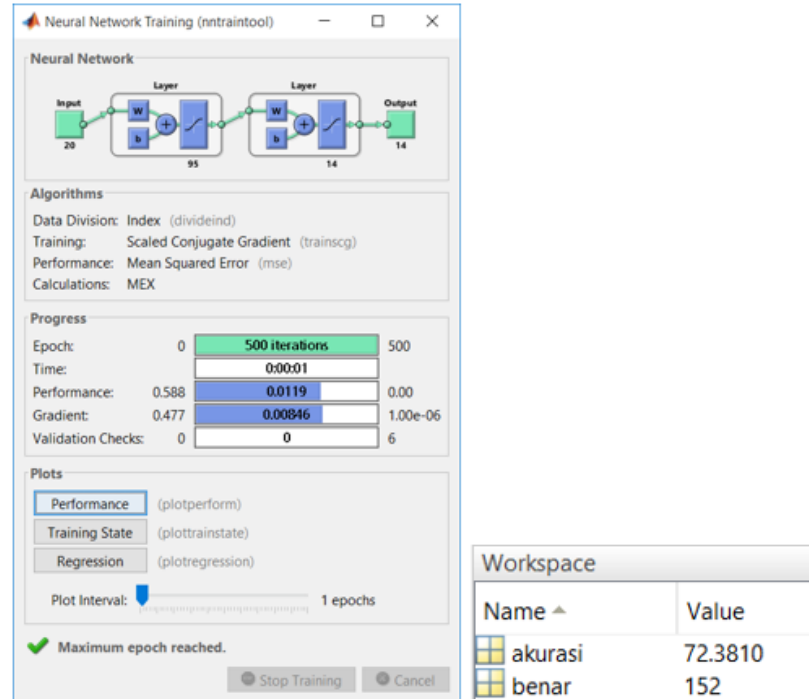 Neural Network Training (nntraintool)
Neural Network
Layer Layer
Input Output
W W
b b
20 14
95 14
Algorithms
Data Division: Index (divideind)
Training: Scaled Conjugate Gradient (trainscg)
Performance: Mean Squared Error (mse)
Calculations: MEX
Progress
Epoch: 0 500 iterations 500
Time: 0:00:01
Performance: 0.588 0.0119 0.00
Gradient: 0.477 0.00846 1.00e-06
Validation Checks: 0 0 6
Plots
Performance (plotperform)
Training State (plottrainstate)
Regression (plotregression)
Plot Interval: 1 epochs
Maximum epoch reached.
Stop Training Cancel
Workspace
Name Value
akurasi 72.3810
benar 152